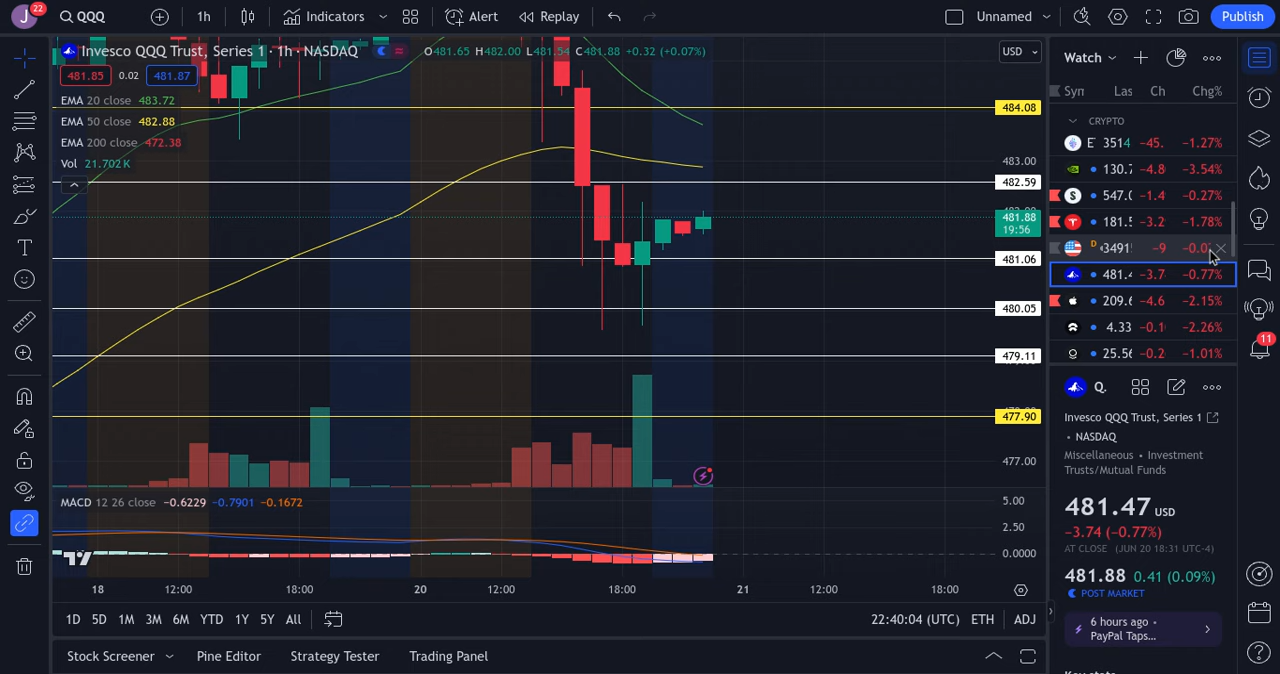 J 22 QQQ 1h Indicators Alert Replay Unnamed Publish
Invesco QQQ Trust, Series 1 · 1h · NASDAQ O481.65 H482.00 L481.54 C481.88 +0.32 (+0.07%) USD
481.85 0.02 481.87
EMA 20 close 483.72
EMA 50 close 482.88
EMA 200 close 472.38
Vol 21.702K
484.08
483.00
482.59
481.88
19:56
481.06
480.05
479.11
477.90
477.00
MACD 12 26 close −0.6229 −0.7901 −0.1672
5.00
2.50
0.0000
18 12:00 18:00 20 12:00 18:00 21 12:00 18:00
1D 5D 1M 3M 6M YTD 1Y 5Y All 22:40:04 (UTC) ETH ADJ
Stock Screener Pine Editor Strategy Tester Trading Panel
Watch
Syn Las Ch Chg%
CRYPTO
E 3514 −45. −1.27%
130.7 −4.8 −3.54%
547.0 −1.4 −0.27%
181.5 −3.2 −1.78%
D 3491 −9 −0.0
481.4 −3.7 −0.77%
209.6 −4.6 −2.15%
4.33 −0.1 −2.26%
25.56 −0.2 −1.01%
Q.
Invesco QQQ Trust, Series 1
• NASDAQ
Miscellaneous • Investment
Trusts/Mutual Funds
481.47 USD
−3.74 (−0.77%)
AT CLOSE (JUN 20 18:31 UTC-4)
481.88 0.41 (0.09%)
POST MARKET
6 hours ago •
PayPal Taps...
11